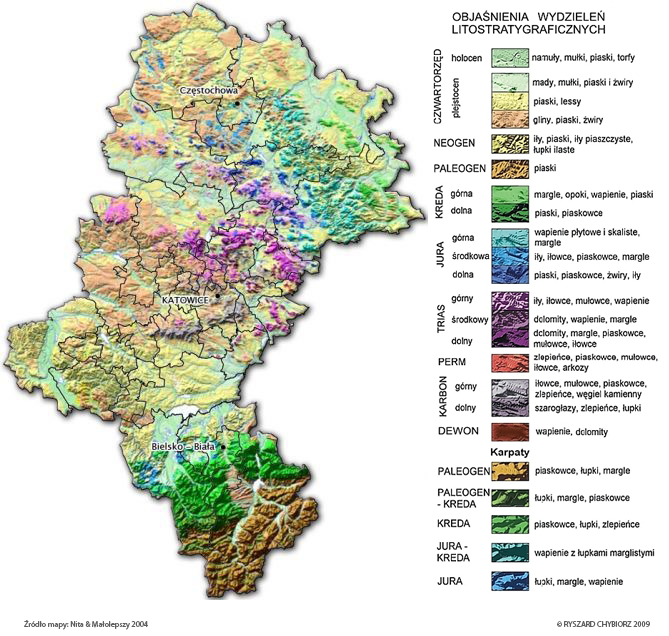 OBJAŚNIENIA WYDZIELEŃ
LITOSTRATYGRAFICZNYCH
CZWARTORZĘD
holocen
namuły, mułki, piaski, torfy
plejstocen
mady, mułki, piaski i żwiry
piaski, lessy
gliny, piaski, żwiry
NEOGEN
iły, piaski, iły piaszczyste,
łupki ilaste
PALEOGEN
piaski
KREDA
górna
margle, opoki, wapienie, piaski
dolna
piaski, piaskowce
JURA
górna
wapienie płytowe i skaliste,
margle
środkowa
iły, iłowce, piaskowce, margle
dolna
piaski, piaskowce, żwiry, iły
TRIAS
górny
iły, iłowce, mułowce, wapienie
środkowy
dolomity, wapienie, margle
dolny
dolomity, margle, piaskowce,
mułowce, iłowce
PERM
zlepieńce, piaskowce, mułowce,
iłowce, arkozy
KARBON
górny
iłowce, mułowce, piaskowce,
zlepieńce, węgiel kamienny
dolny
szarogłazy, zlepieńce, łupki
DEWON
wapienie, dolomity
Karpaty
PALEOGEN
piaskowce, łupki, margle
PALEOGEN
- KREDA
łupki, margle, piaskowce
KREDA
piaskowce, łupki, zlepieńce
JURA -
KREDA
wapienie z łupkami marglistymi
JURA
łupki, margle, wapienie
Częstochowa
KATOWICE
Bielsko – Biała
Źródło mapy: Nita & Małolepszy 2004
© RYSZARD CHYBIORZ 2009